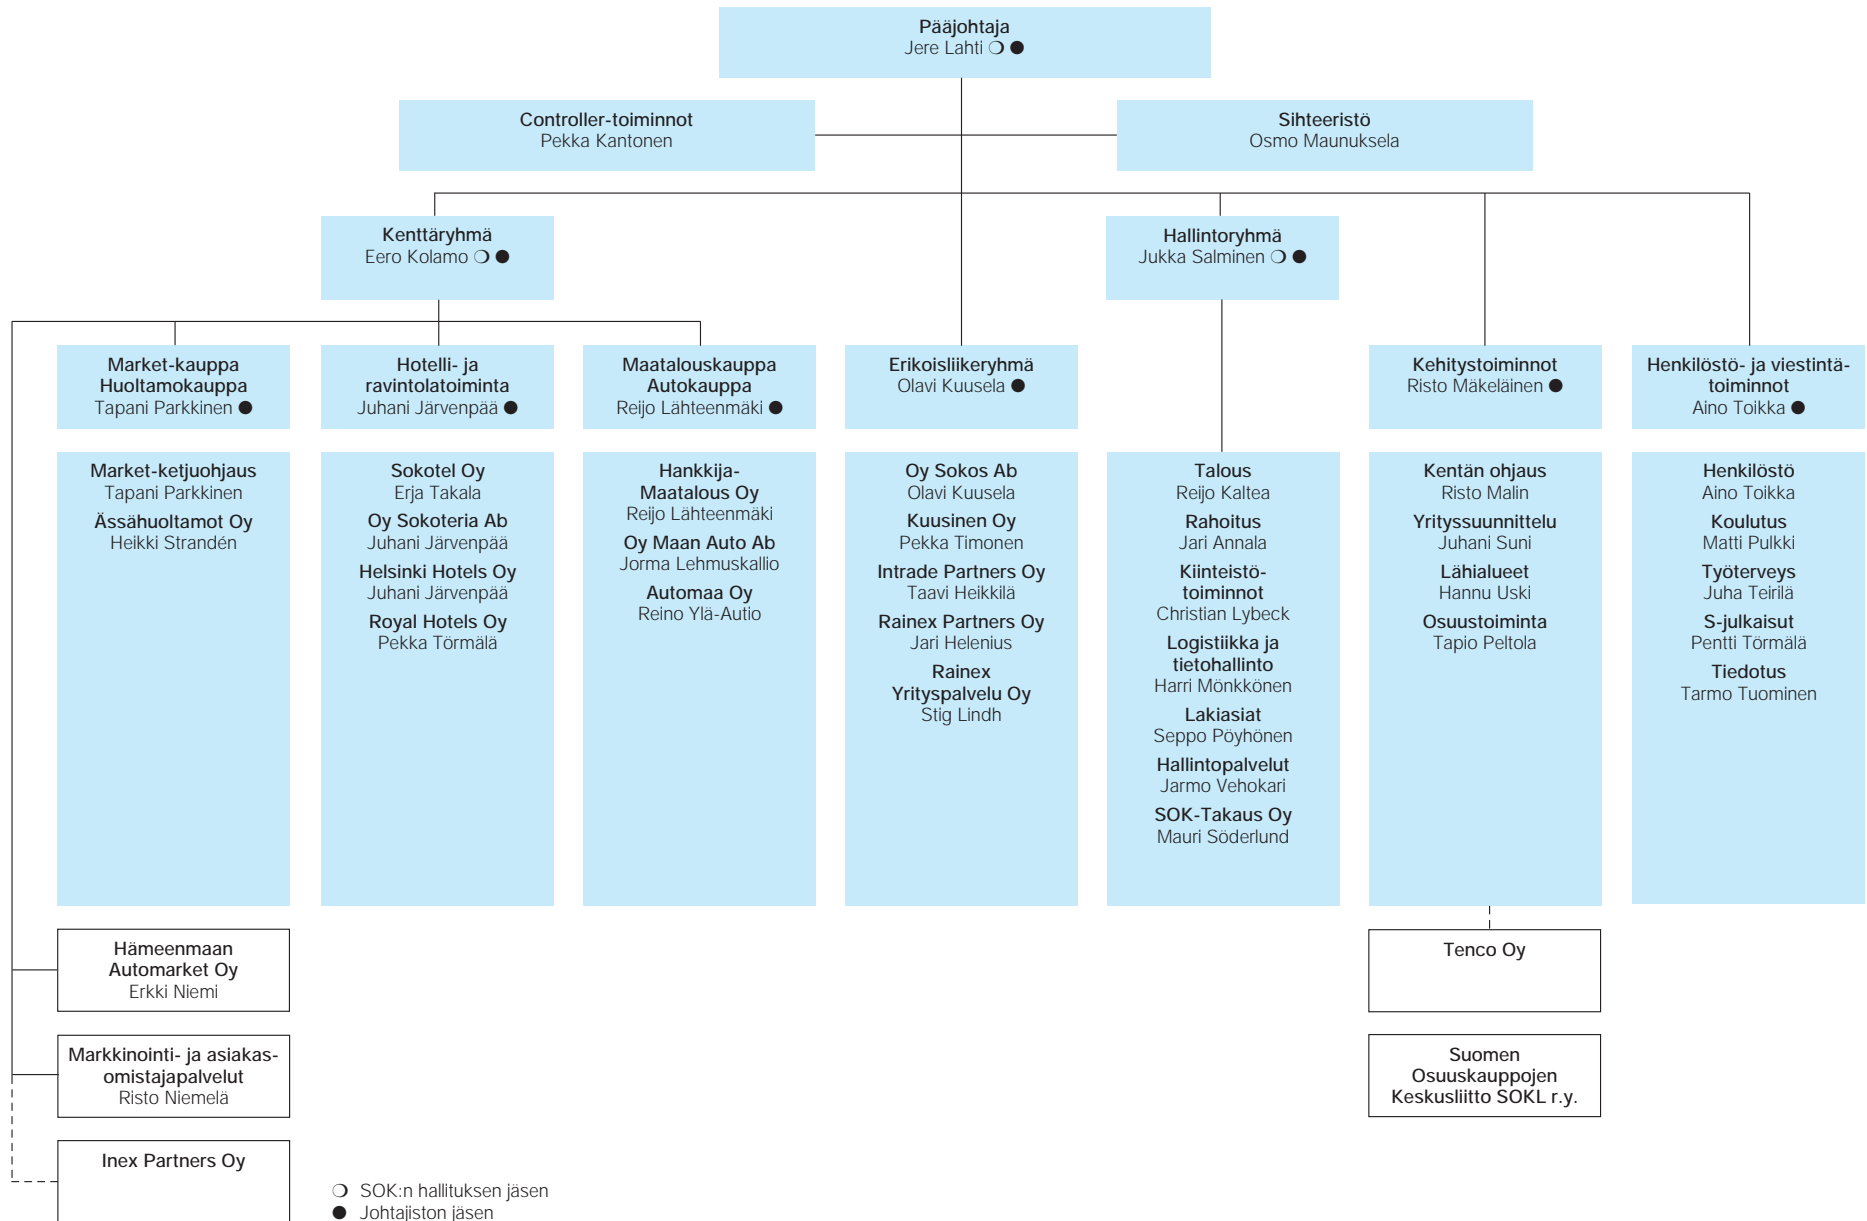 Pääjohtaja
Jere Lahti ❍ ●
Controller-toiminnot
Pekka Kantonen
Sihteeristö
Osmo Maunuksela
Kenttäryhmä
Eero Kolamo ❍ ●
Hallintoryhmä
Jukka Salminen ❍ ●
Market-kauppa
Huoltamokauppa
Tapani Parkkinen ●
Hotelli- ja
ravintolatoiminta
Juhani Järvenpää ●
Maatalouskauppa
Autokauppa
Reijo Lähteenmäki ●
Erikoisliikeryhmä
Olavi Kuusela ●
Kehitystoiminnot
Risto Mäkeläinen ●
Henkilöstö- ja viestintä-
toiminnot
Aino Toikka ●
Market-ketjuohjaus
Tapani Parkkinen
Ässähuoltamot Oy
Heikki Strandén
Sokotel Oy
Erja Takala
Oy Sokoteria Ab
Juhani Järvenpää
Helsinki Hotels Oy
Juhani Järvenpää
Royal Hotels Oy
Pekka Törmälä
Hankkija-
Maatalous Oy
Reijo Lähteenmäki
Oy Maan Auto Ab
Jorma Lehmuskallio
Automaa Oy
Reino Ylä-Autio
Oy Sokos Ab
Olavi Kuusela
Kuusinen Oy
Pekka Timonen
Intrade Partners Oy
Taavi Heikkilä
Rainex Partners Oy
Jari Helenius
Rainex
Yrityspalvelu Oy
Stig Lindh
Talous
Reijo Kaltea
Rahoitus
Jari Annala
Kiinteistö-
toiminnot
Christian Lybeck
Logistiikka ja
tietohallinto
Harri Mönkkönen
Lakiasiat
Seppo Pöyhönen
Hallintopalvelut
Jarmo Vehokari
SOK-Takaus Oy
Mauri Söderlund
Kentän ohjaus
Risto Malin
Yrityssuunnittelu
Juhani Suni
Lähialueet
Hannu Uski
Osuustoiminta
Tapio Peltola
Henkilöstö
Aino Toikka
Koulutus
Matti Pulkki
Työterveys
Juha Teirilä
S-julkaisut
Pentti Törmälä
Tiedotus
Tarmo Tuominen
Hämeenmaan
Automarket Oy
Erkki Niemi
Tenco Oy
Markkinointi- ja asiakas-
omistajapalvelut
Risto Niemelä
Suomen
Osuuskauppojen
Keskusliitto SOKL r.y.
Inex Partners Oy
❍ SOK:n hallituksen jäsen
● Johtajiston jäsen